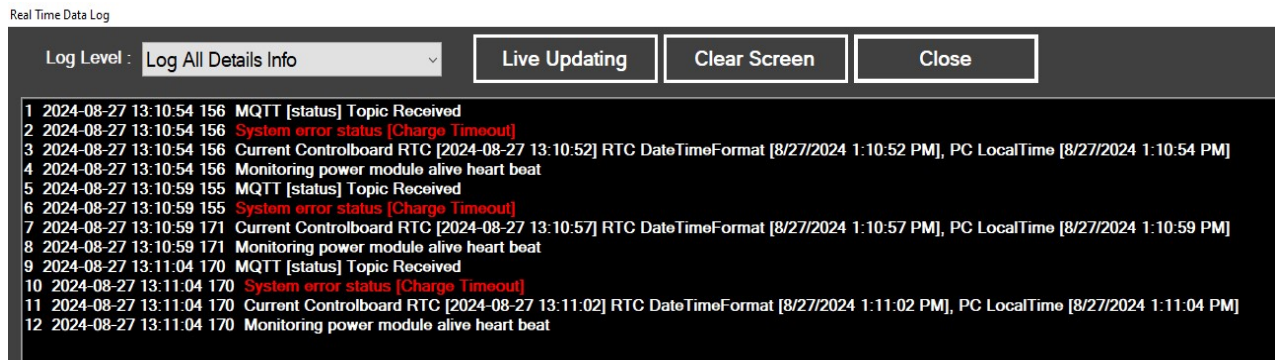 Real Time Data Log
Log Level : Log All Details Info Live Updating Clear Screen Close
1 2024-08-27 13:10:54 156 MQTT [status] Topic Received
2 2024-08-27 13:10:54 156 System error status [Charge Timeout]
3 2024-08-27 13:10:54 156 Current Controlboard RTC [2024-08-27 13:10:52] RTC DateTimeFormat [8/27/2024 1:10:52 PM], PC LocalTime [8/27/2024 1:10:54 PM]
4 2024-08-27 13:10:54 156 Monitoring power module alive heart beat
5 2024-08-27 13:10:59 155 MQTT [status] Topic Received
6 2024-08-27 13:10:59 155 System error status [Charge Timeout]
7 2024-08-27 13:10:59 171 Current Controlboard RTC [2024-08-27 13:10:57] RTC DateTimeFormat [8/27/2024 1:10:57 PM], PC LocalTime [8/27/2024 1:10:59 PM]
8 2024-08-27 13:10:59 171 Monitoring power module alive heart beat
9 2024-08-27 13:11:04 170 MQTT [status] Topic Received
10 2024-08-27 13:11:04 170 System error status [Charge Timeout]
11 2024-08-27 13:11:04 170 Current Controlboard RTC [2024-08-27 13:11:02] RTC DateTimeFormat [8/27/2024 1:11:02 PM], PC LocalTime [8/27/2024 1:11:04 PM]
12 2024-08-27 13:11:04 170 Monitoring power module alive heart beat